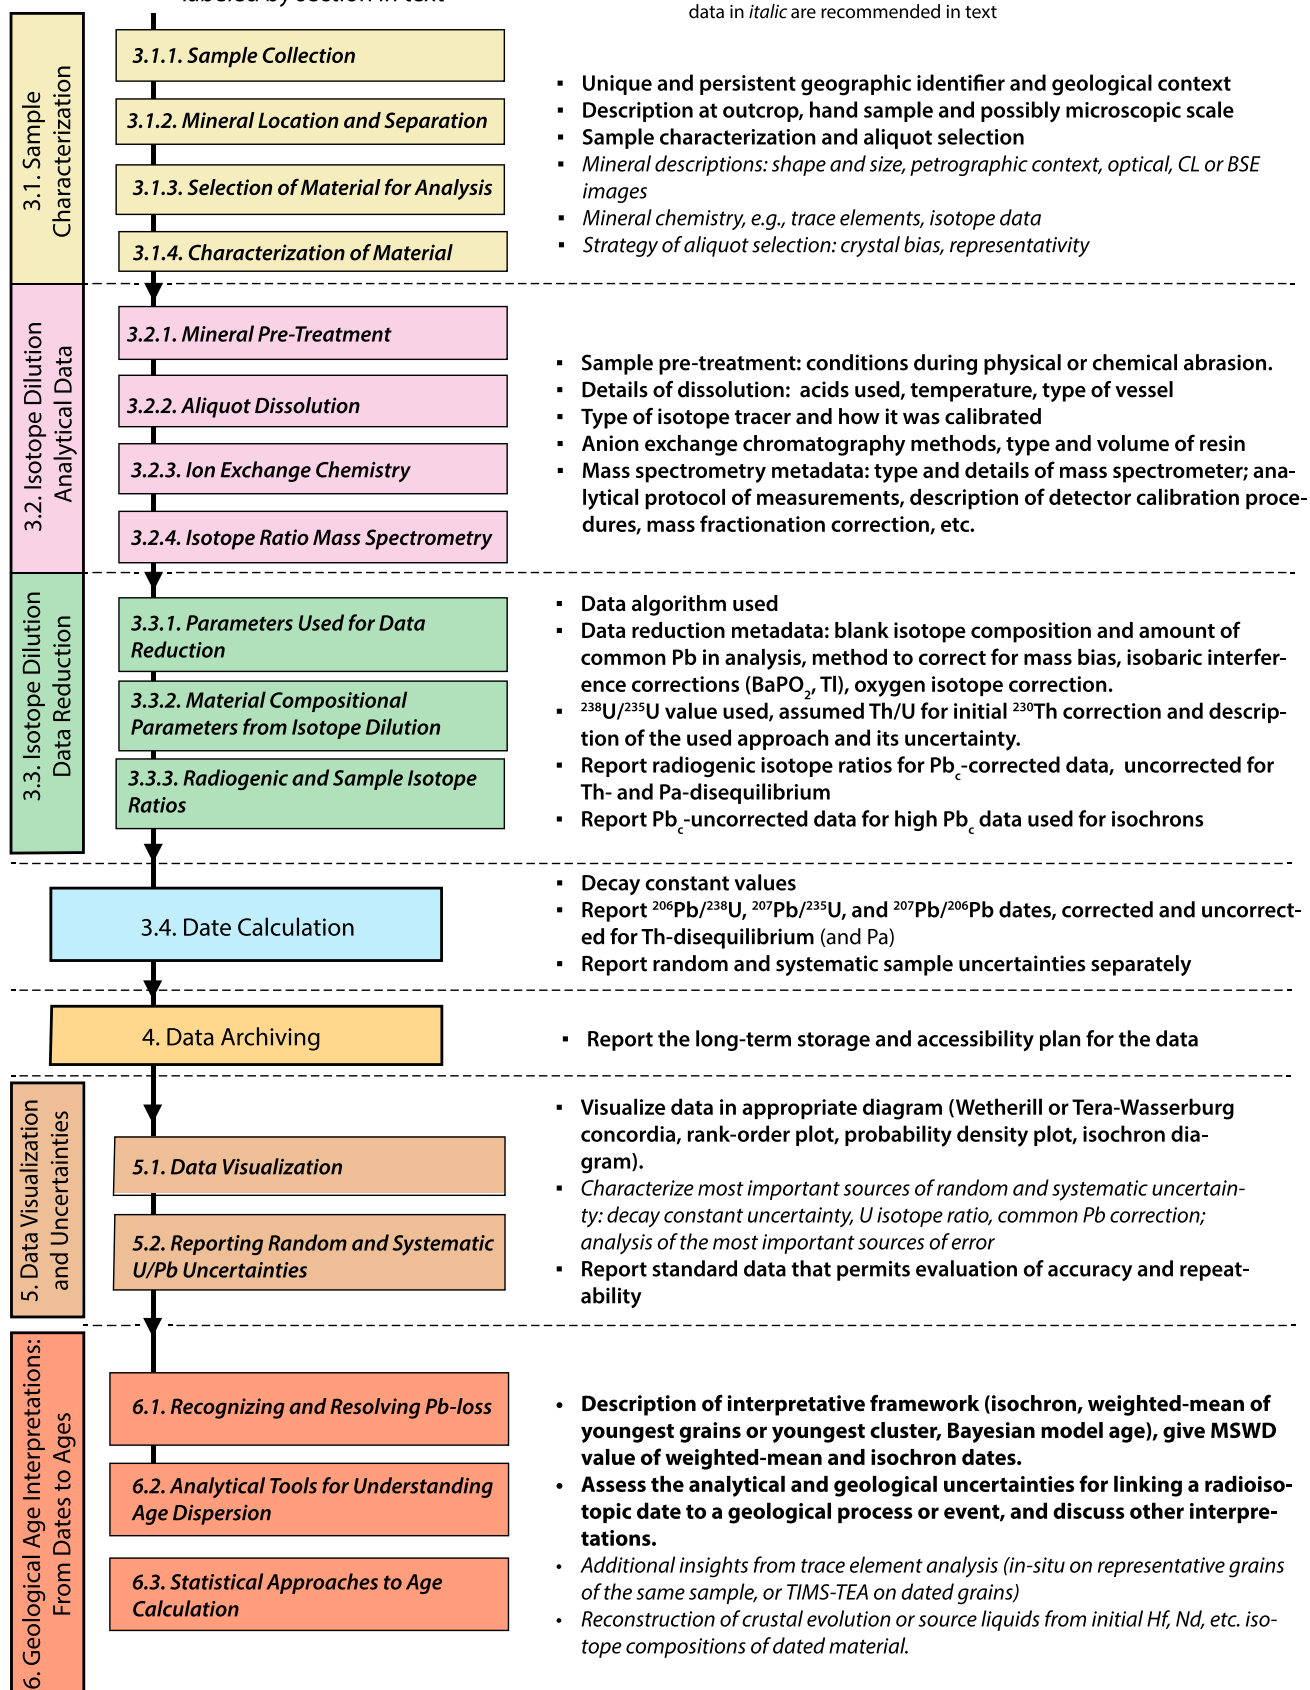 labeled by section in text
data in italic are recommended in text
3.1. Sample
Characterization
3.1.1. Sample Collection
3.1.2. Mineral Location and Separation
3.1.3. Selection of Material for Analysis
3.1.4. Characterization of Material
▪ Unique and persistent geographic identifier and geological context
▪ Description at outcrop, hand sample and possibly microscopic scale
▪ Sample characterization and aliquot selection
▪ Mineral descriptions: shape and size, petrographic context, optical, CL or BSE
images
▪ Mineral chemistry, e.g., trace elements, isotope data
▪ Strategy of aliquot selection: crystal bias, representativity
3.2. Isotope Dilution
Analytical Data
3.2.1. Mineral Pre-Treatment
3.2.2. Aliquot Dissolution
3.2.3. Ion Exchange Chemistry
3.2.4. Isotope Ratio Mass Spectrometry
▪ Sample pre-treatment: conditions during physical or chemical abrasion.
▪ Details of dissolution: acids used, temperature, type of vessel
▪ Type of isotope tracer and how it was calibrated
▪ Anion exchange chromatography methods, type and volume of resin
▪ Mass spectrometry metadata: type and details of mass spectrometer; ana-
lytical protocol of measurements, description of detector calibration proce-
dures, mass fractionation correction, etc.
3.3. Isotope Dilution
Data Reduction
3.3.1. Parameters Used for Data
Reduction
3.3.2. Material Compositional
Parameters from Isotope Dilution
3.3.3. Radiogenic and Sample Isotope
Ratios
▪ Data algorithm used
▪ Data reduction metadata: blank isotope composition and amount of
common Pb in analysis, method to correct for mass bias, isobaric interfer-
ence corrections (BaPO₂, Tl), oxygen isotope correction.
▪ ²³⁸U/²³⁵U value used, assumed Th/U for initial ²³⁰Th correction and descrip-
tion of the used approach and its uncertainty.
▪ Report radiogenic isotope ratios for Pbc-corrected data, uncorrected for
Th- and Pa-disequilibrium
▪ Report Pbc-uncorrected data for high Pbc data used for isochrons
3.4. Date Calculation
▪ Decay constant values
▪ Report ²⁰⁶Pb/²³⁸U, ²⁰⁷Pb/²³⁵U, and ²⁰⁷Pb/²⁰⁶Pb dates, corrected and uncorrect-
ed for Th-disequilibrium (and Pa)
▪ Report random and systematic sample uncertainties separately
4. Data Archiving
▪ Report the long-term storage and accessibility plan for the data
5. Data Visualization
and Uncertainties
5.1. Data Visualization
5.2. Reporting Random and Systematic
U/Pb Uncertainties
▪ Visualize data in appropriate diagram (Wetherill or Tera-Wasserburg
concordia, rank-order plot, probability density plot, isochron dia-
gram).
▪ Characterize most important sources of random and systematic uncertain-
ty: decay constant uncertainty, U isotope ratio, common Pb correction;
analysis of the most important sources of error
▪ Report standard data that permits evaluation of accuracy and repeat-
ability
6. Geological Age Interpretations:
From Dates to Ages
6.1. Recognizing and Resolving Pb-loss
6.2. Analytical Tools for Understanding
Age Dispersion
6.3. Statistical Approaches to Age
Calculation
• Description of interpretative framework (isochron, weighted-mean of
youngest grains or youngest cluster, Bayesian model age), give MSWD
value of weighted-mean and isochron dates.
• Assess the analytical and geological uncertainties for linking a radioiso-
topic date to a geological process or event, and discuss other interpre-
tations.
• Additional insights from trace element analysis (in-situ on representative grains
of the same sample, or TIMS-TEA on dated grains)
• Reconstruction of crustal evolution or source liquids from initial Hf, Nd, etc. iso-
tope compositions of dated material.